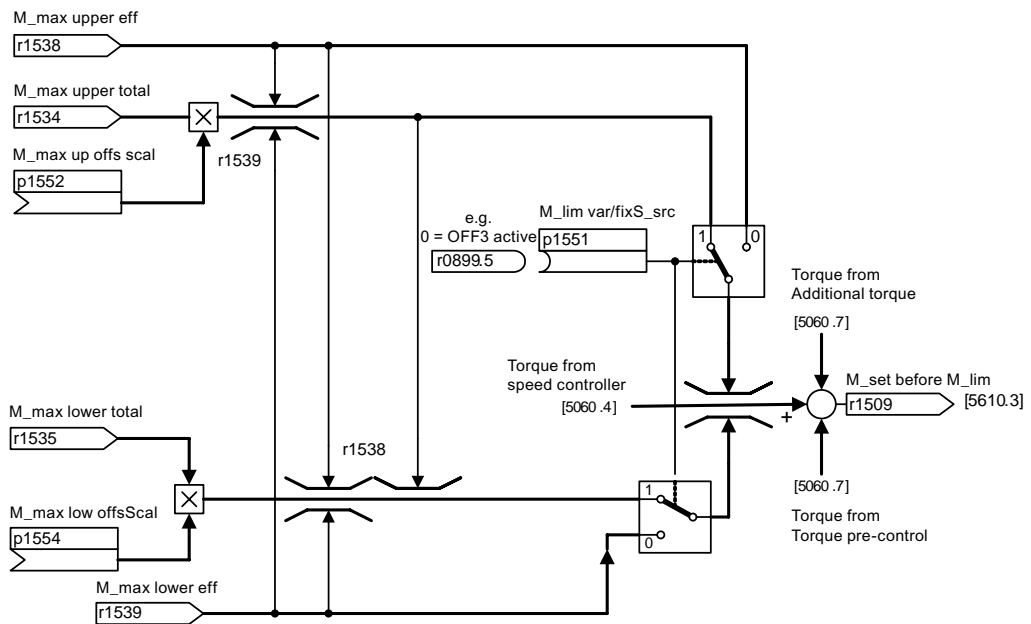 M_max upper eff
r1538
M_max upper total
r1534
M_max up offs scal
p1552
r1539
e.g.
0 = OFF3 active
r0899.5
M_lim var/fixS_src
p1551
1
0
Torque from
Additional torque
[5060 .7]
Torque from
speed controller
[5060 .4]
+
M_set before M_lim
r1509
[5610.3]
M_max lower total
r1535
r1538
M_max low offsScal
p1554
1
0
[5060 .7]
Torque from
Torque pre-control
M_max lower eff
r1539